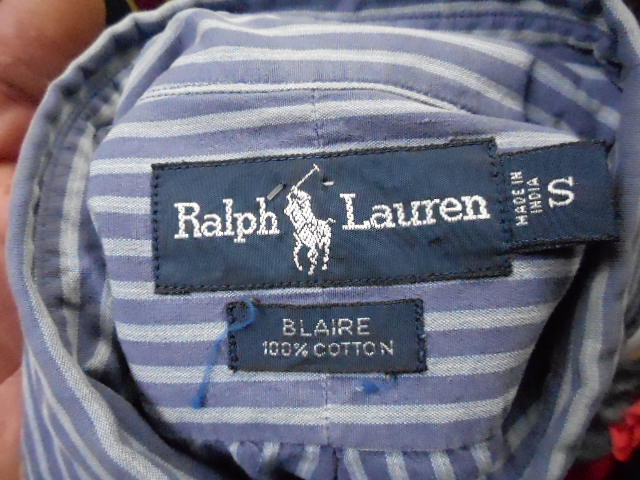 Ralph Lauren
MADE IN
INDIA
S
BLAIRE
100% COTTON